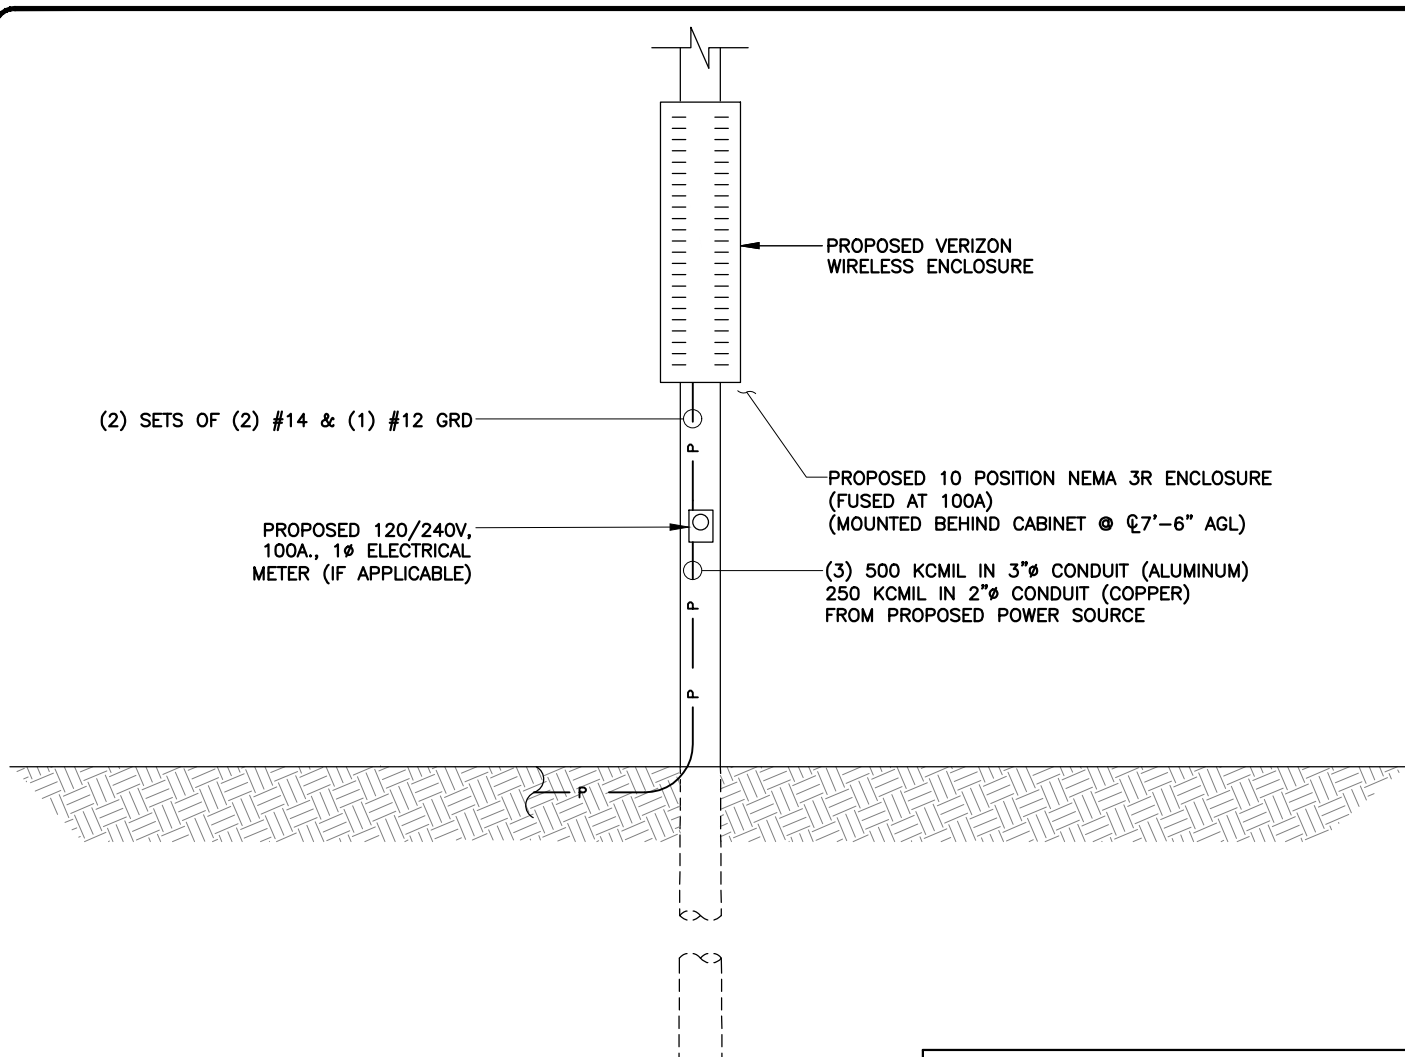 PROPOSED VERIZON
WIRELESS ENCLOSURE
(2) SETS OF (2) #14 & (1) #12 GRD
P
PROPOSED 10 POSITION NEMA 3R ENCLOSURE
(FUSED AT 100A)
(MOUNTED BEHIND CABINET @ ℄7'-6" AGL)
PROPOSED 120/240V,
100A., 1ø ELECTRICAL
METER (IF APPLICABLE)
(3) 500 KCMIL IN 3"ø CONDUIT (ALUMINUM)
250 KCMIL IN 2"ø CONDUIT (COPPER)
FROM PROPOSED POWER SOURCE
P
P
P